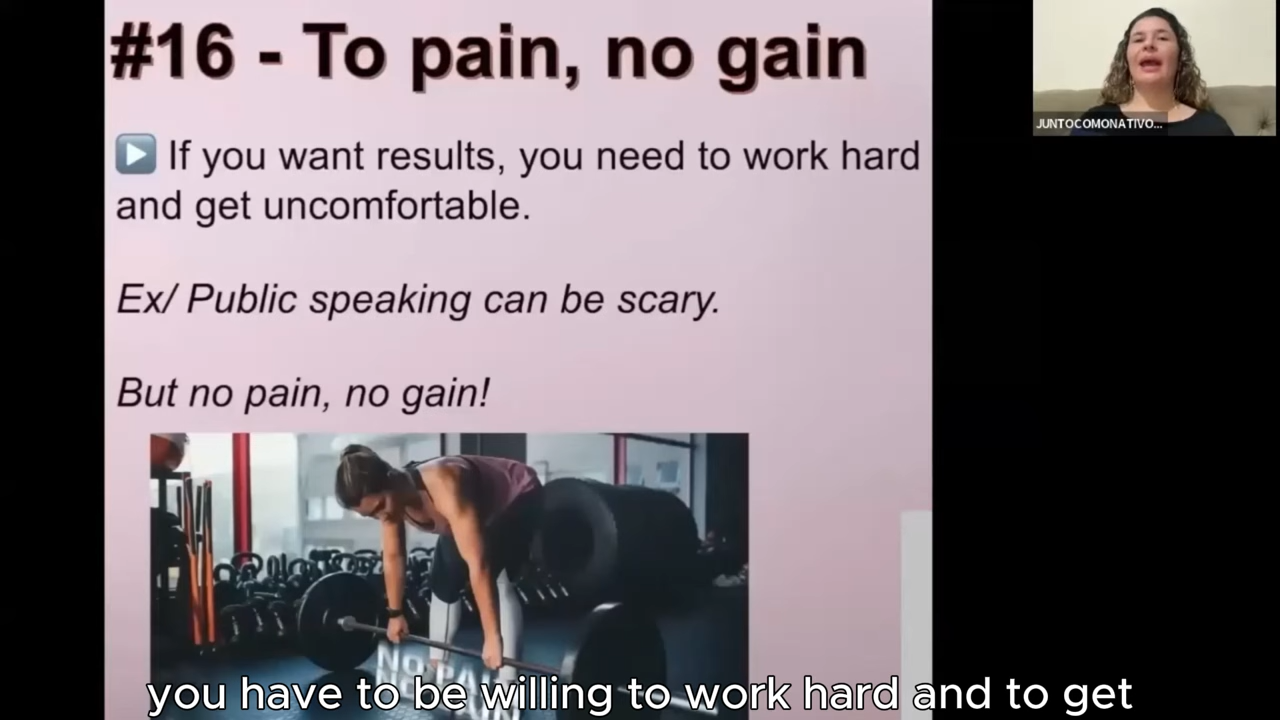 #16 - To pain, no gain
JUNTOCOMONATIVO...
If you want results, you need to work hard
and get uncomfortable.
Ex/ Public speaking can be scary.
But no pain, no gain!
NO PAIN
you have to be willing to work hard and to get